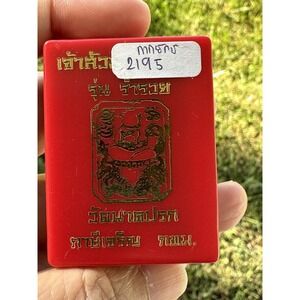 เจ้าสัว
2195
รุ่น ร่ำรวย
วัดนาคปรก
ภาษีเจริญ กทม.